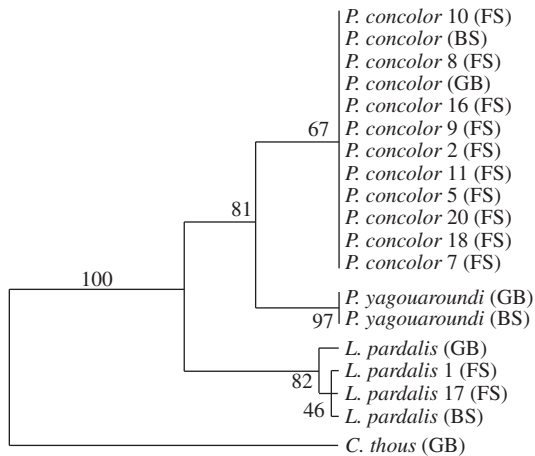 P. concolor 10 (FS)
P. concolor (BS)
P. concolor 8 (FS)
P. concolor (GB)
P. concolor 16 (FS)
67
P. concolor 9 (FS)
P. concolor 2 (FS)
P. concolor 11 (FS)
P. concolor 5 (FS)
81
P. concolor 20 (FS)
P. concolor 18 (FS)
P. concolor 7 (FS)
100
P. yagouaroundi (GB)
97
P. yagouaroundi (BS)
L. pardalis (GB)
82
L. pardalis 1 (FS)
L. pardalis 17 (FS)
46
L. pardalis (BS)
C. thous (GB)